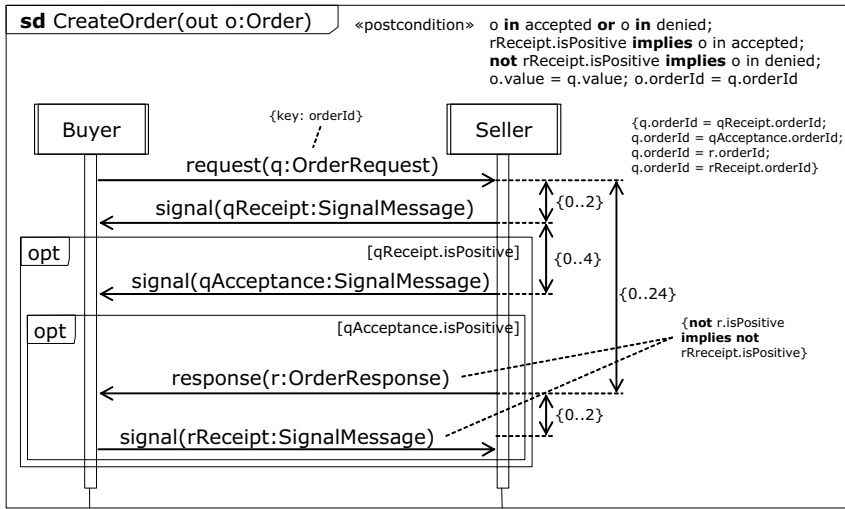 sd CreateOrder(out o:Order)
«postcondition» o in accepted or o in denied;
rReceipt.isPositive implies o in accepted;
not rReceipt.isPositive implies o in denied;
o.value = q.value; o.orderId = q.orderId
Buyer
{key: orderId}
Seller
{q.orderId = qReceipt.orderId;
q.orderId = qAcceptance.orderId;
q.orderId = r.orderId;
q.orderId = rReceipt.orderId}
request(q:OrderRequest)
{0..2}
signal(qReceipt:SignalMessage)
opt
[qReceipt.isPositive]
{0..4}
signal(qAcceptance:SignalMessage)
{0..24}
opt
[qAcceptance.isPositive]
{not r.isPositive
implies not
rRreceipt.isPositive}
response(r:OrderResponse)
{0..2}
signal(rReceipt:SignalMessage)